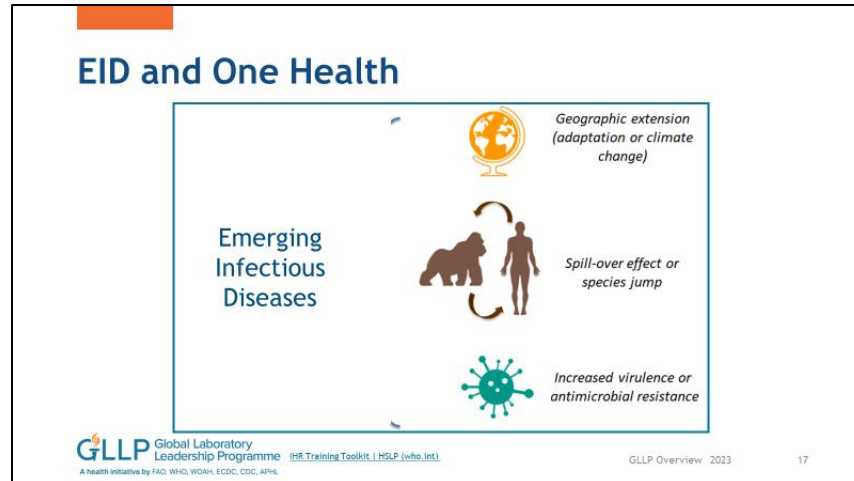 EID and One Health
Emerging
Infectious
Diseases
Geographic extension
(adaptation or climate
change)
Spill-over effect or
species jump
Increased virulence or
antimicrobial resistance
GLLP Global Laboratory
Leadership Programme
A health initiative by FAO, WHO, WOAH, ECDC, CDC, APHL
IHR Training Toolkit | HSLP (who.int)
GLLP Overview 2023
17